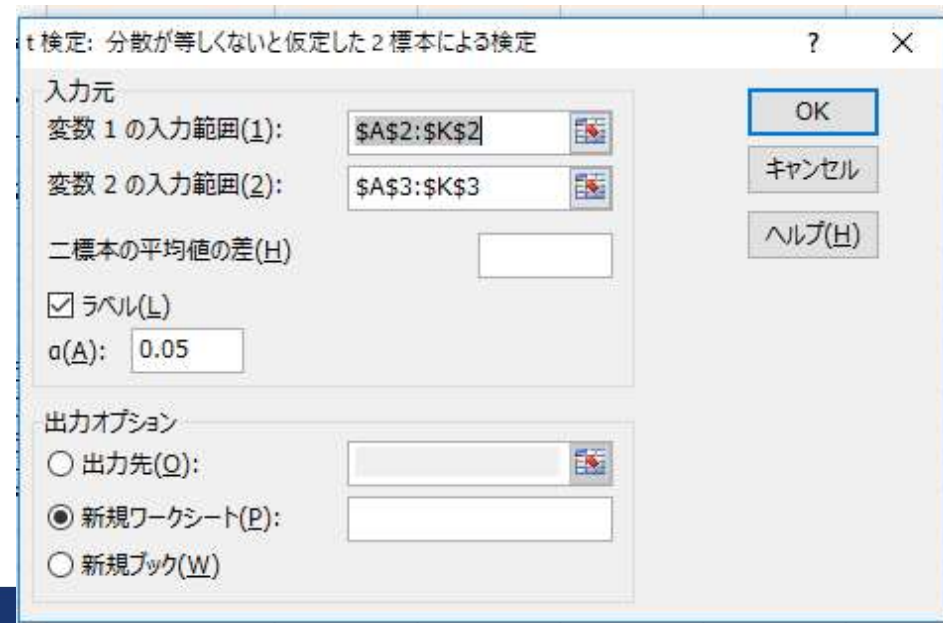 t 検定: 分散が等しくないと仮定した 2 標本による検定
? ×
入力元
変数 1 の入力範囲(1): $A$2:$K$2
変数 2 の入力範囲(2): $A$3:$K$3
二標本の平均値の差(H)
ラベル(L)
α(A): 0.05
OK
キャンセル
ヘルプ(H)
出力オプション
出力先(O):
新規ワークシート(P):
新規ブック(W)